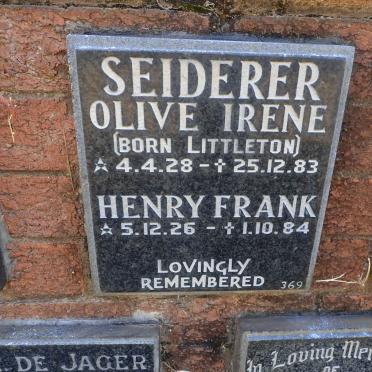 SEIDERER
OLIVE IRENE
(BORN LITTLETON)
☆ 4.4.28 - ✝ 25.12.83
HENRY FRANK
☆ 5.12.26 - ✝ 1.10.84
LOVINGLY
REMEMBERED
369
DE JAGER
In Loving
OF